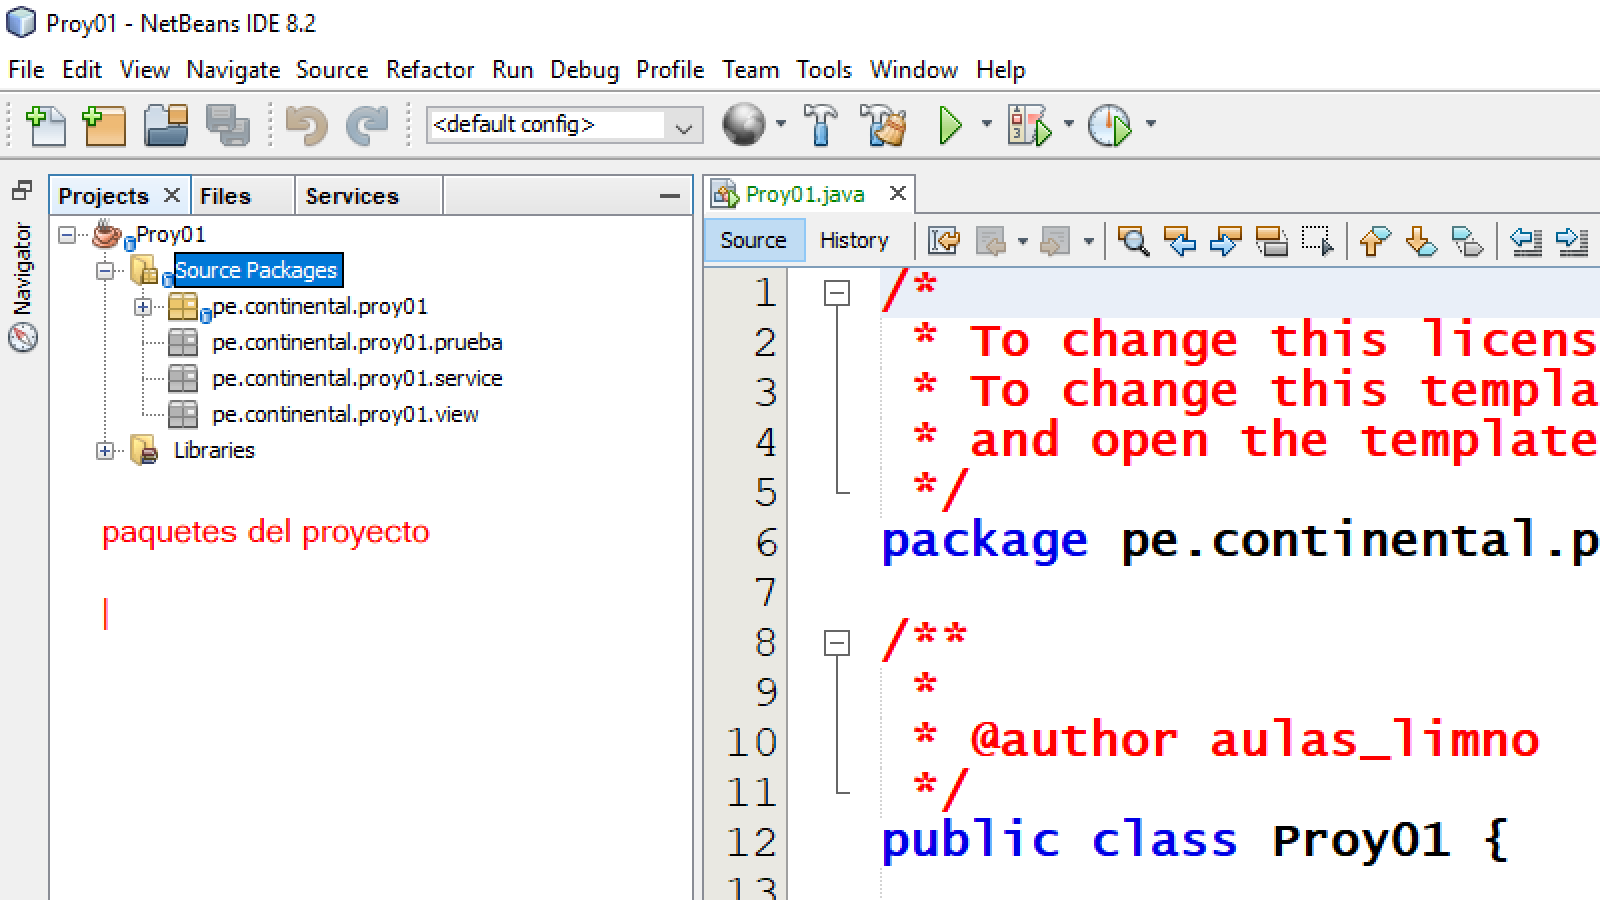 Proy01 - NetBeans IDE 8.2
File Edit View Navigate Source Refactor Run Debug Profile Team Tools Window Help
<default config>
Projects Files Services
Navigator
Proy01
Source Packages
pe.continental.proy01
pe.continental.proy01.prueba
pe.continental.proy01.service
pe.continental.proy01.view
Libraries
paquetes del proyecto
Proy01.java
Source History
1 /*
2 * To change this licens
3 * To change this templa
4 * and open the template
5 */
6 package pe.continental.p
7
8 /**
9 *
10 * @author aulas_limno
11 */
12 public class Proy01 {
13